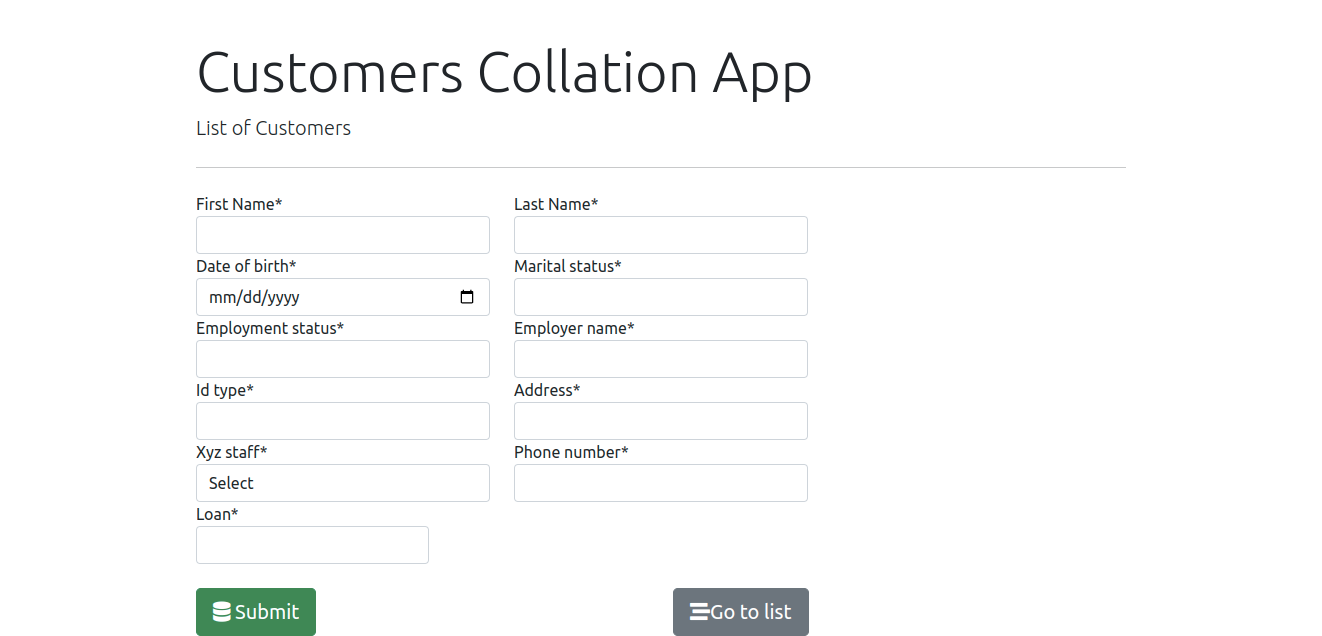 Customers Collation App
List of Customers
First Name* Last Name*
Date of birth* Marital status*
mm/dd/yyyy
Employment status* Employer name*
Id type* Address*
Xyz staff* Phone number*
Select
Loan*
Submit Go to list